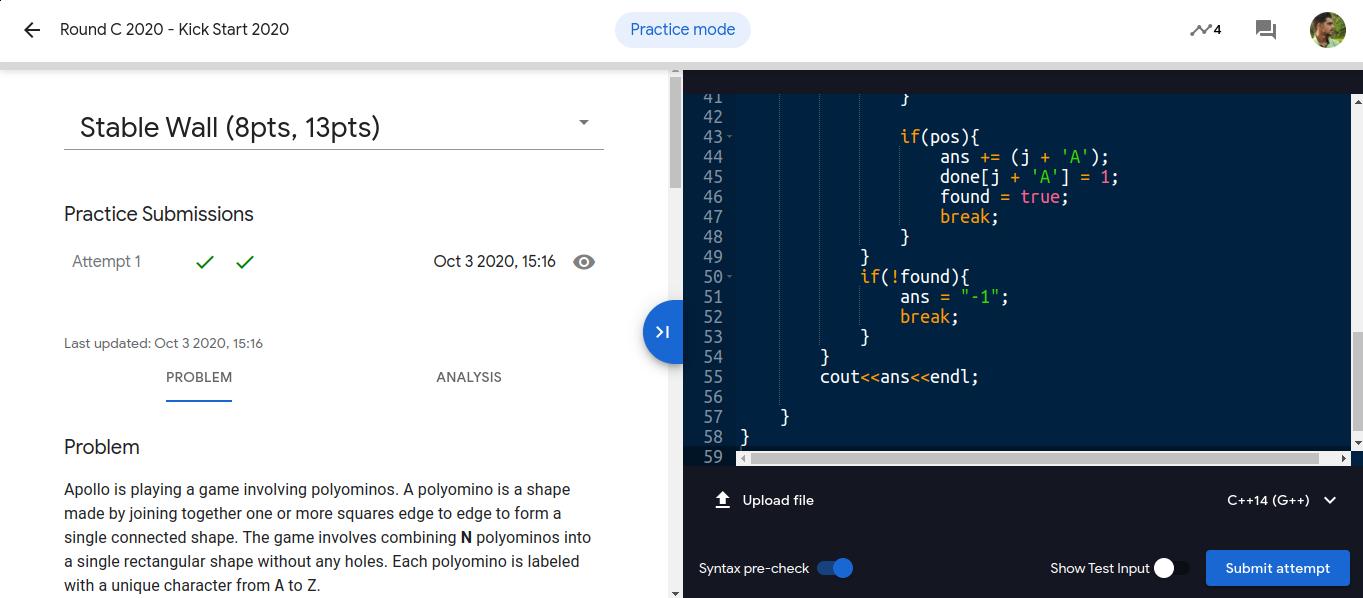 Round C 2020 - Kick Start 2020
Practice mode
4
Stable Wall (8pts, 13pts)
Practice Submissions
Attempt 1
Oct 3 2020, 15:16
Last updated: Oct 3 2020, 15:16
PROBLEM
ANALYSIS
Problem
Apollo is playing a game involving polyominos. A polyomino is a shape
made by joining together one or more squares edge to edge to form a
single connected shape. The game involves combining N polyominos into
a single rectangular shape without any holes. Each polyomino is labeled
with a unique character from A to Z.
41 }
42
43 if(pos){
44 ans += (j + 'A');
45 done[j + 'A'] = 1;
46 found = true;
47 break;
48 }
49 }
50 if(!found){
51 ans = "-1";
52 break;
53 }
54 }
55 cout<<ans<<endl;
56
57 }
58 }
59
Upload file
C++14 (G++)
Syntax pre-check
Show Test Input
Submit attempt